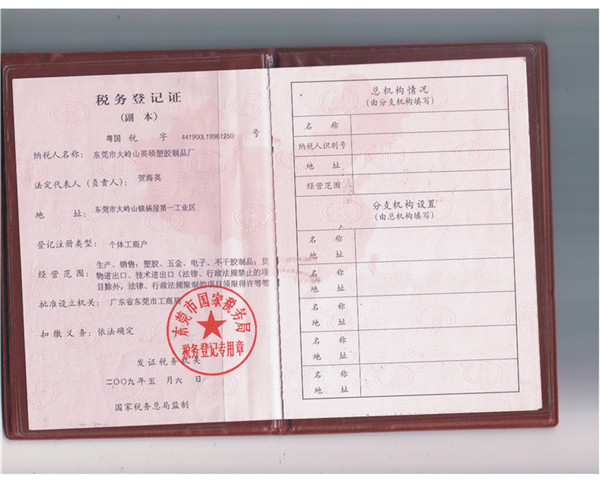 税务登记证
(副 本)
粤国 税 字 441900L19961260 号
纳税人名称: 东莞市大岭山英硕塑胶制品厂
法定代表人(负责人): 贺海英
地 址: 东莞市大岭山镇杨屋第一工业区
登记注册类型: 个体工商户
经营范围: 生产、销售:塑胶、五金、电子、不干胶制品;货
物进出口、技术进出口(法律、行政法规禁止的项
目除外,法律、行政法规限制的项目须取得许
批准设立机关: 广东省东莞市工商局
扣缴义务: 依法确定
东莞市国家税务局
税务登记专用章
发证税务机关
二〇〇九年 五 月 六 日
国家税务总局监制
总机构情况
(由分支机构填写)
名 称
纳税人识别号
地 址
经营范围
分支机构设置
(由总机构填写)
名 称
地 址
名 称
地 址
名 称
地 址
名 称
地 址
名 称
地 址